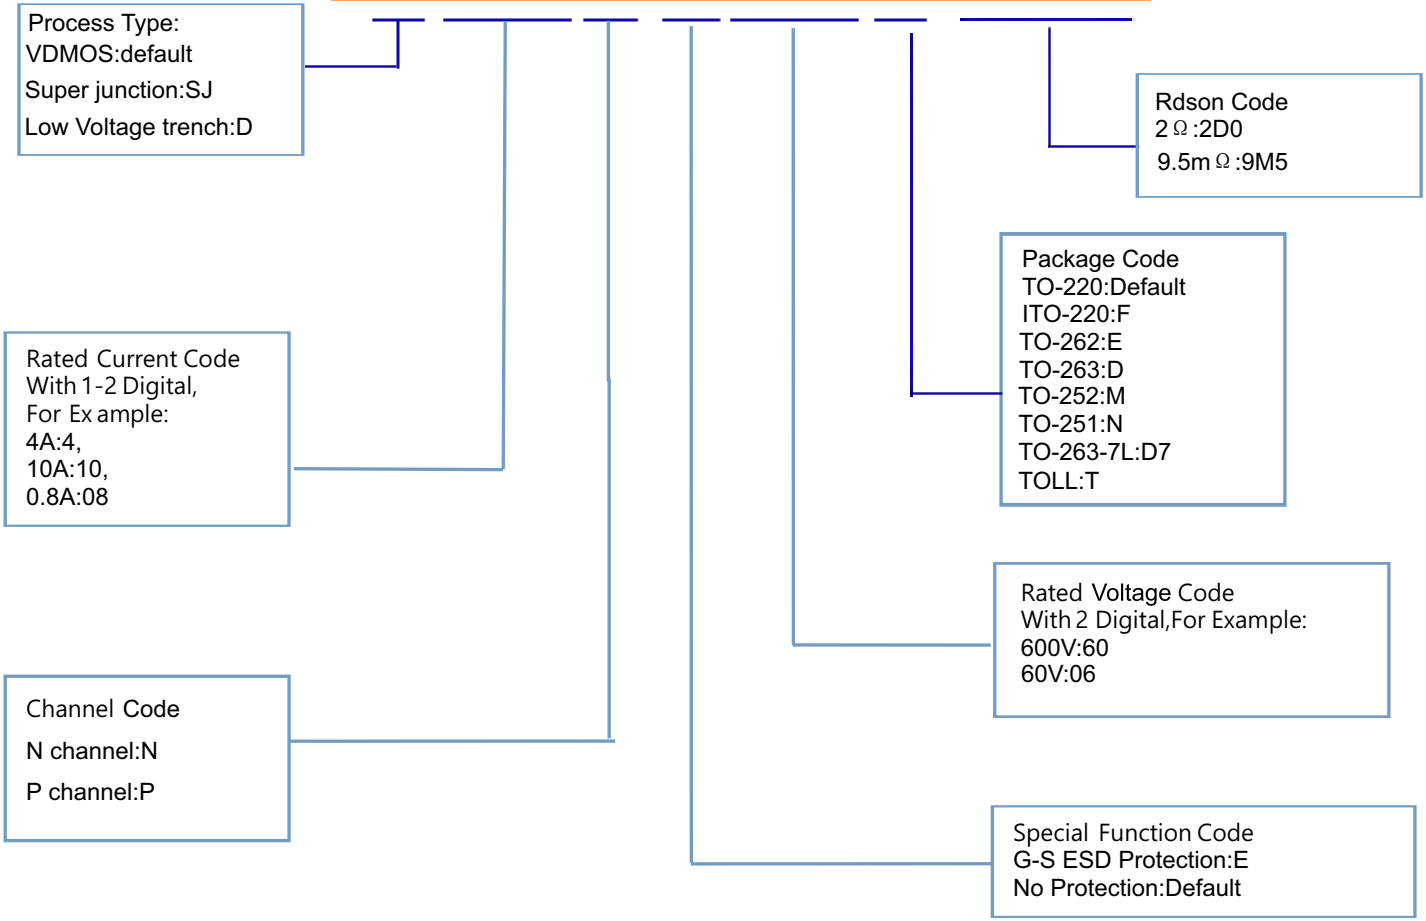 Process Type:
VDMOS:default
Super junction:SJ
Low Voltage trench:D
Rdson Code
2Ω:2D0
9.5mΩ:9M5
Package Code
TO-220:Default
ITO-220:F
TO-262:E
TO-263:D
TO-252:M
TO-251:N
TO-263-7L:D7
TOLL:T
Rated Current Code
With 1-2 Digital,
For Example:
4A:4,
10A:10,
0.8A:08
Rated Voltage Code
With 2 Digital,For Example:
600V:60
60V:06
Channel Code
N channel:N
P channel:P
Special Function Code
G-S ESD Protection:E
No Protection:Default